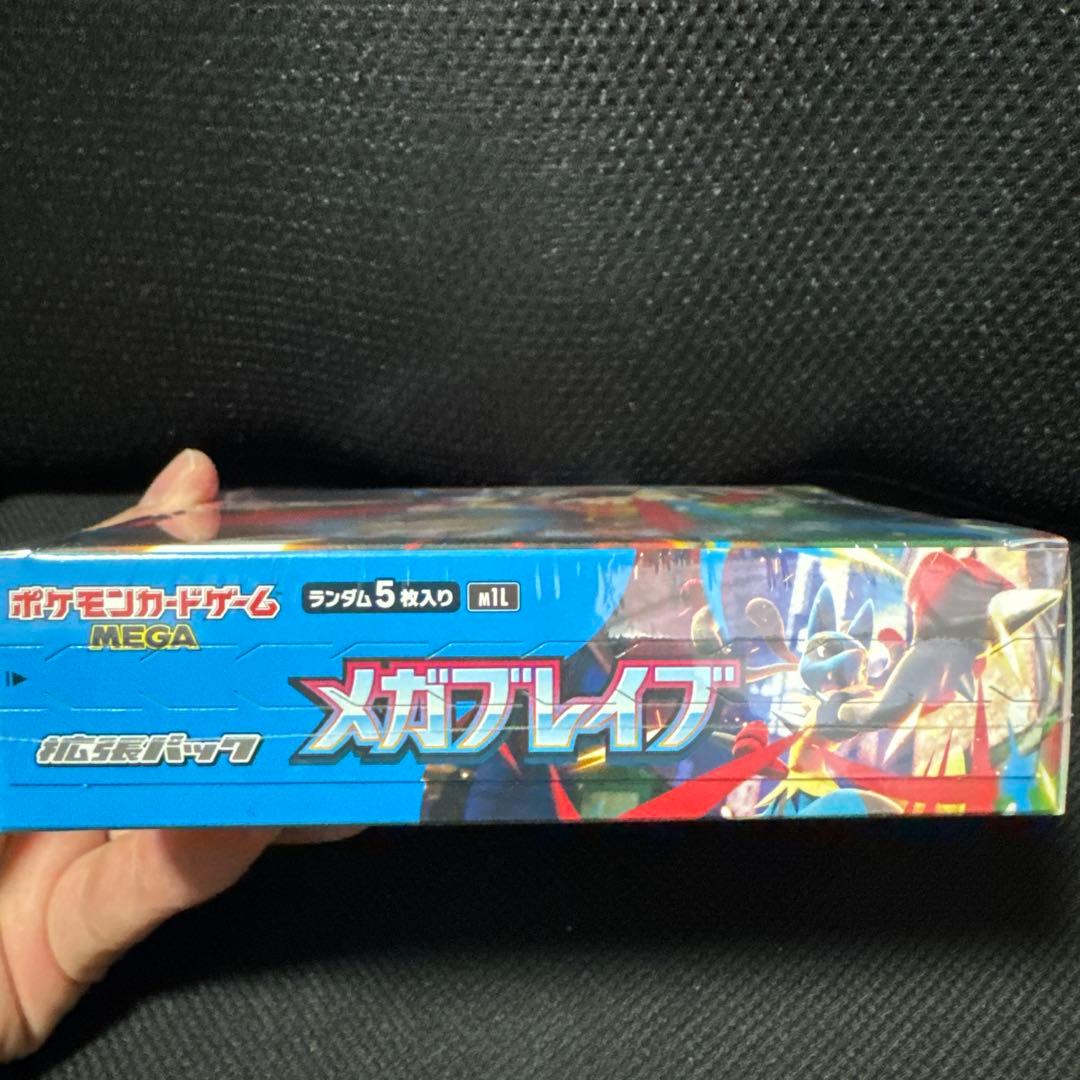 ポケモンカードゲーム
MEGA
ランダム5枚入り
M1L
メガブレイブ
拡張パック